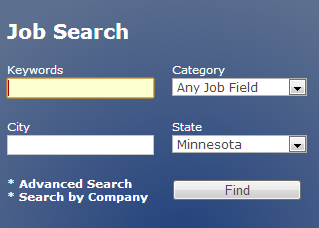 Job Search
Keywords Category
Any Job Field
City State
Minnesota
* Advanced Search
* Search by Company
Find